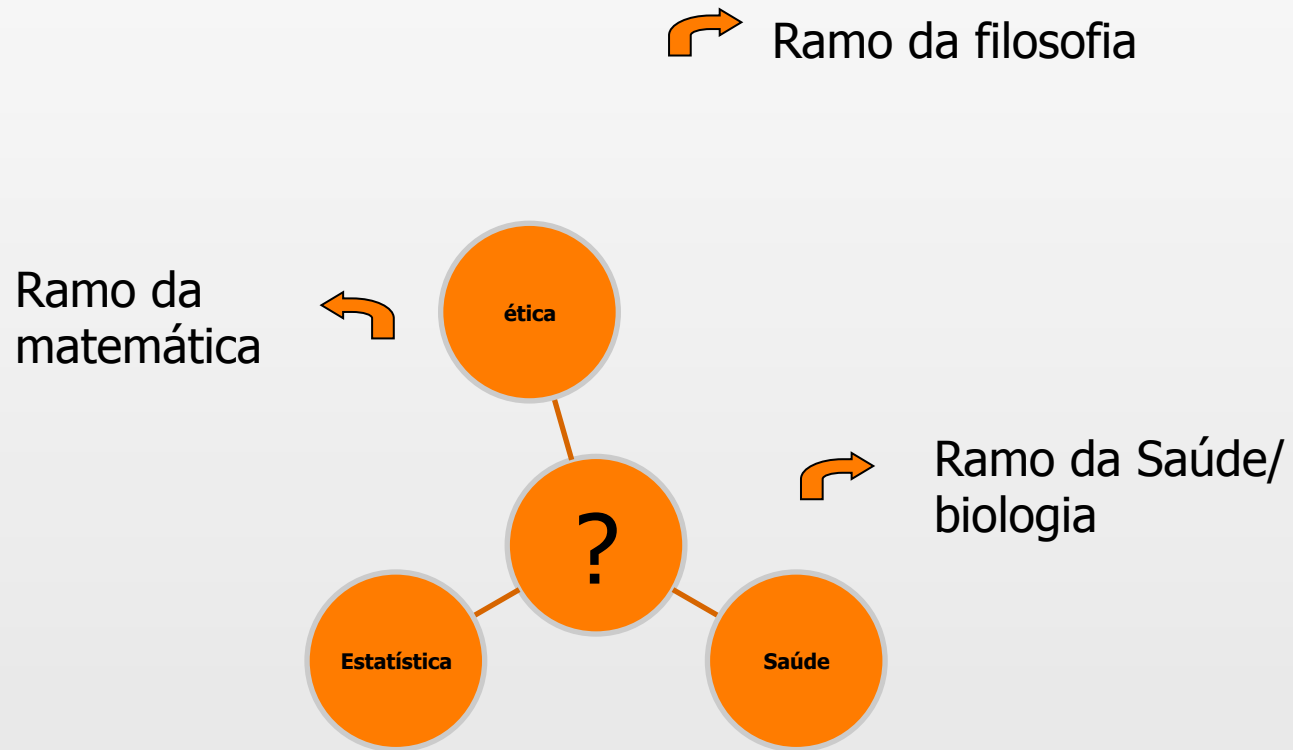 Ramo da filosofia
Ramo da
matemática
ética
Ramo da Saúde/
biologia
?
Estatística
Saúde